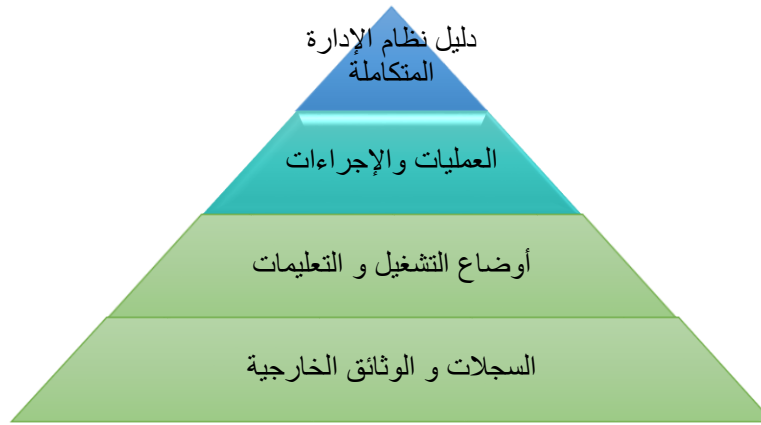 دليل نظام الإدارة
المتكاملة
العمليات والإجراءات
أوضاع التشغيل و التعليمات
السجلات و الوثائق الخارجية